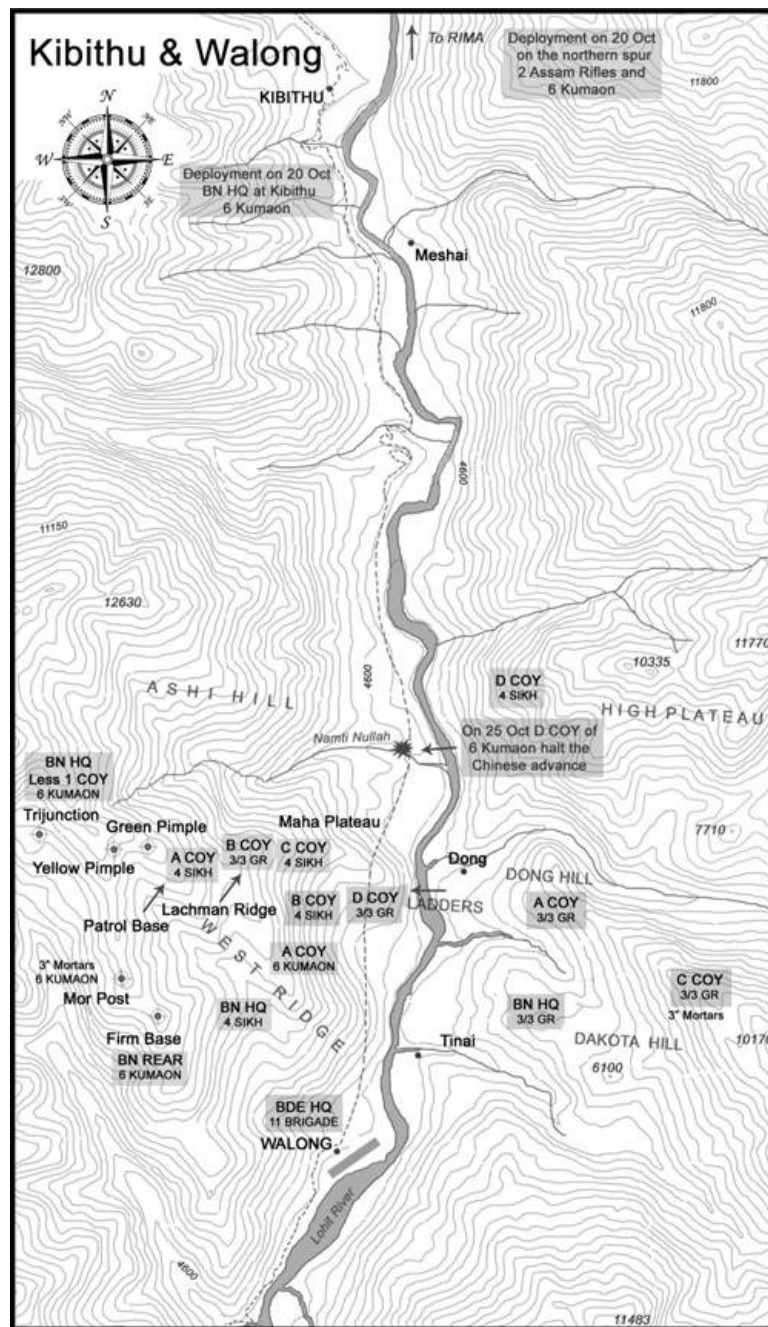 Kibithu & Walong
To RIMA
Deployment on 20 Oct
on the northern spur
2 Assam Rifles and
6 Kumaon
11800
KIBITHU
N
NE
E
SE
S
SW
W
NW
Deployment on 20 Oct
BN HQ at Kibithu
6 Kumaon
Meshai
12800
11800
4600
11150
12630
11770
10335
D COY
4 SIKH
4600
ASHI HILL
HIGH PLATEAU
Namti Nullah
On 25 Oct D COY of
6 Kumaon halt the
Chinese advance
BN HQ
Less 1 COY
6 KUMAON
Trijunction
Green Pimple
Maha Plateau
7710
Yellow Pimple
A COY
4 SIKH
B COY
3/3 GR
C COY
4 SIKH
Dong
DONG HILL
Patrol Base
Lachman Ridge
B COY
4 SIKH
D COY
3/3 GR
LADDERS
A COY
3/3 GR
WEST RIDGE
A COY
6 KUMAON
3" Mortars
6 KUMAON
Mor Post
BN HQ
4 SIKH
BN HQ
3/3 GR
C COY
3/3 GR
3" Mortars
Firm Base
BN REAR
6 KUMAON
Tinai
DAKOTA HILL
10170
6100
BDE HQ
11 BRIGADE
WALONG
Lohit River
4600
11483